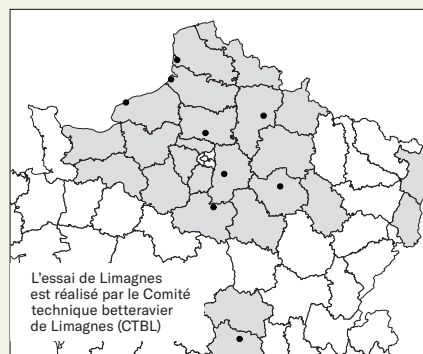 L’essai de Limagnes
est réalisé par le Comité
technique betteravier
de Limagnes (CTBL)